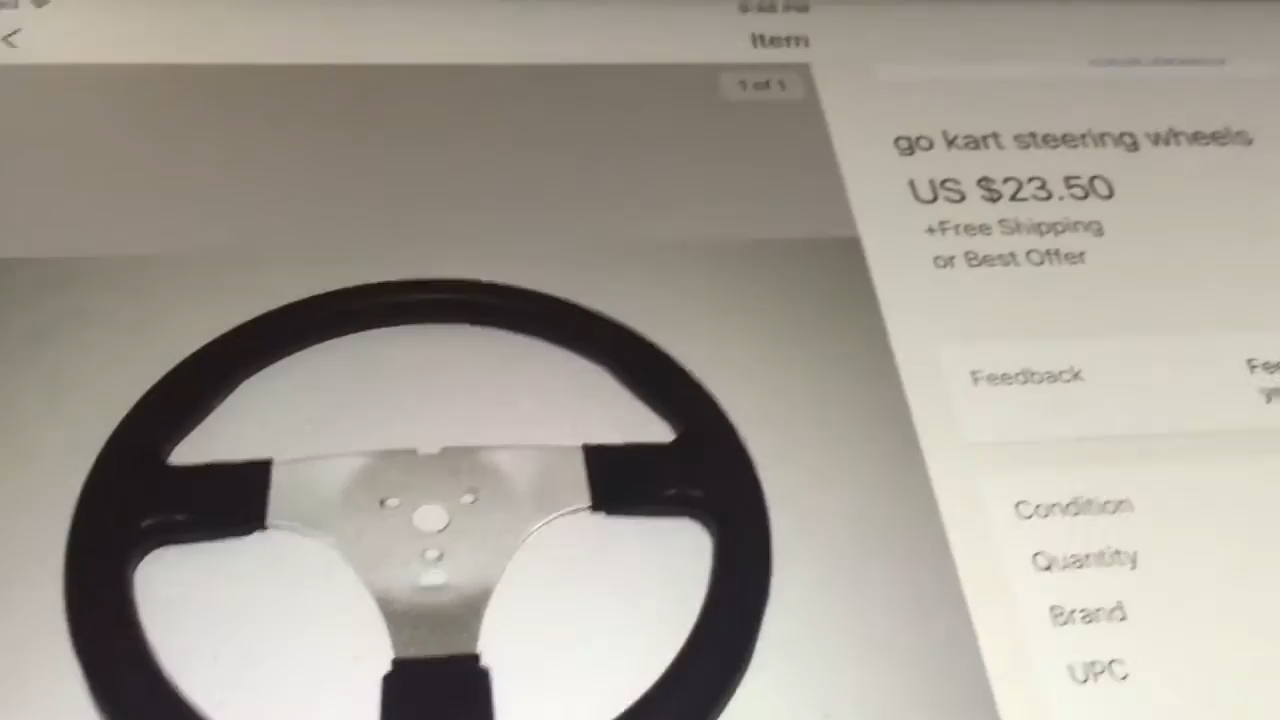 Item
1 of 1
go kart steering wheels
US $23.50
+Free Shipping
or Best Offer
Feedback
Condition
Quantity
Brand
UPC